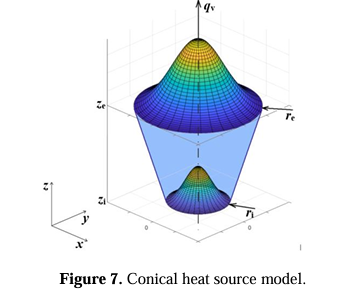 qv
ze
re
z
zi
y
ri
x
0
0
Figure 7. Conical heat source model.